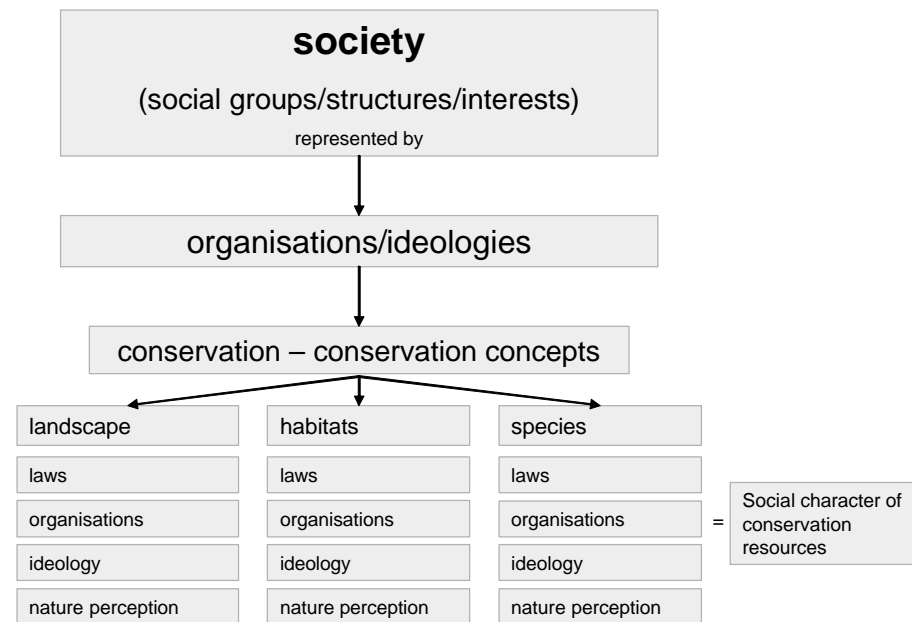 society
(social groups/structures/interests)
represented by
organisations/ideologies
conservation – conservation concepts
landscape
laws
organisations
ideology
nature perception
habitats
laws
organisations
ideology
nature perception
species
laws
organisations
ideology
nature perception
=
Social character of
conservation
resources